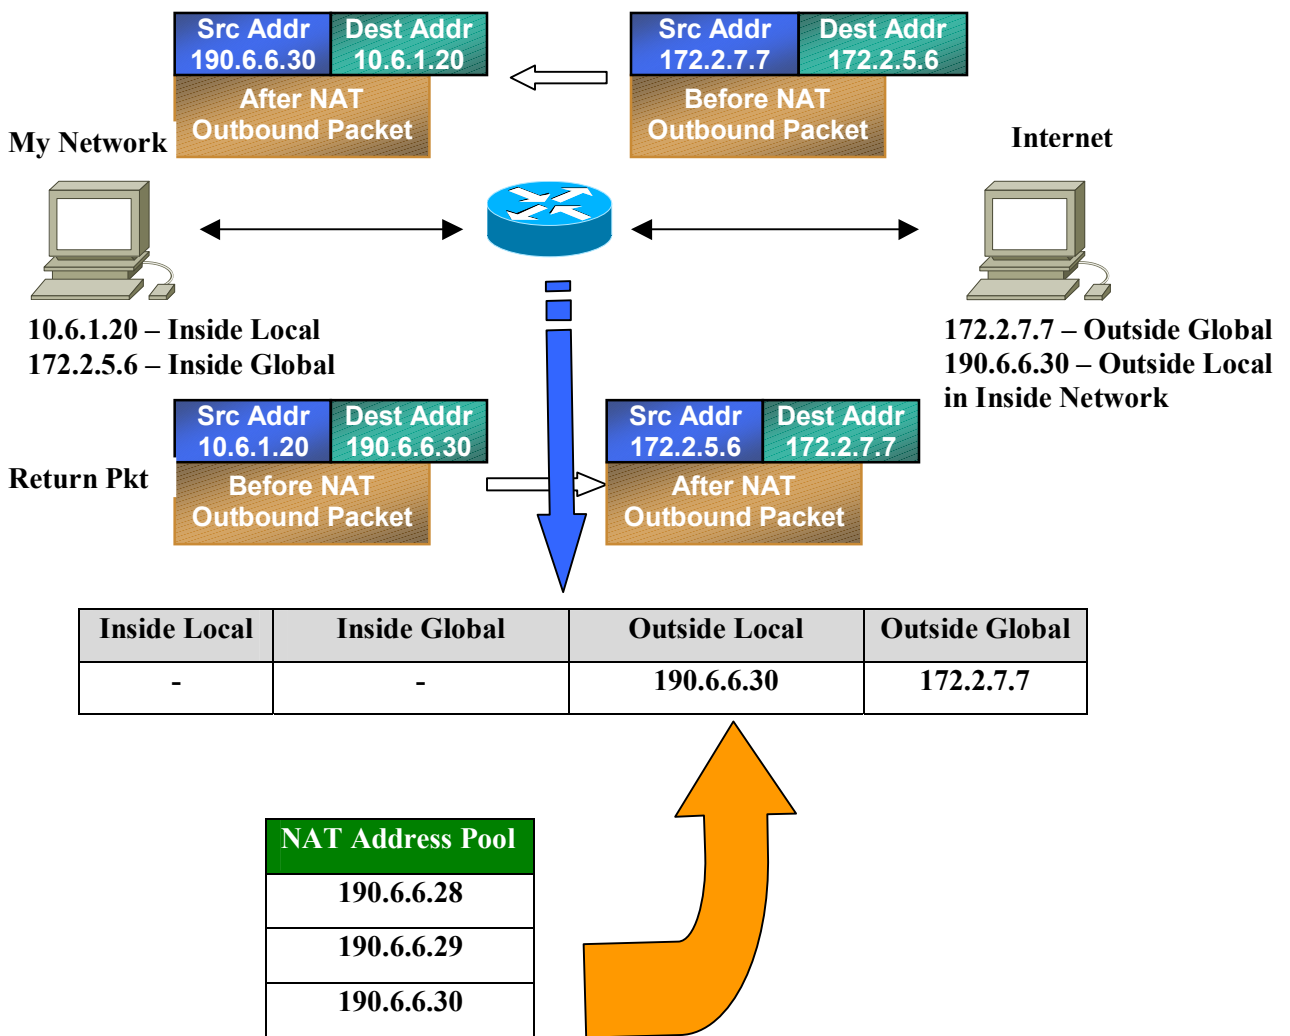 Src Addr Dest Addr
190.6.6.30 10.6.1.20
After NAT
Outbound Packet
Src Addr Dest Addr
172.2.7.7 172.2.5.6
Before NAT
Outbound Packet
My Network
Internet
10.6.1.20 – Inside Local
172.2.5.6 – Inside Global
172.2.7.7 – Outside Global
190.6.6.30 – Outside Local
in Inside Network
Return Pkt
Src Addr Dest Addr
10.6.1.20 190.6.6.30
Before NAT
Outbound Packet
Src Addr Dest Addr
172.2.5.6 172.2.7.7
After NAT
Outbound Packet
Inside Local Inside Global Outside Local Outside Global
- - 190.6.6.30 172.2.7.7
NAT Address Pool
190.6.6.28
190.6.6.29
190.6.6.30